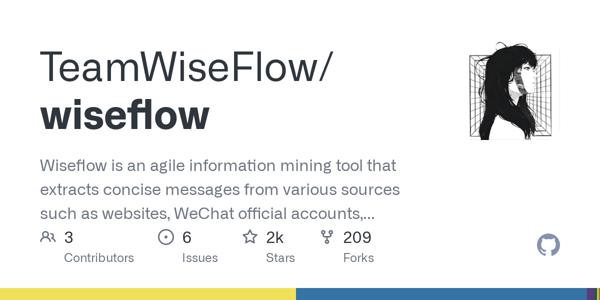 TeamWiseFlow/
wiseflow
Wiseflow is an agile information mining tool that
extracts concise messages from various sources
such as websites, WeChat official accounts,...
3 6 2k 209
Contributors Issues Stars Forks